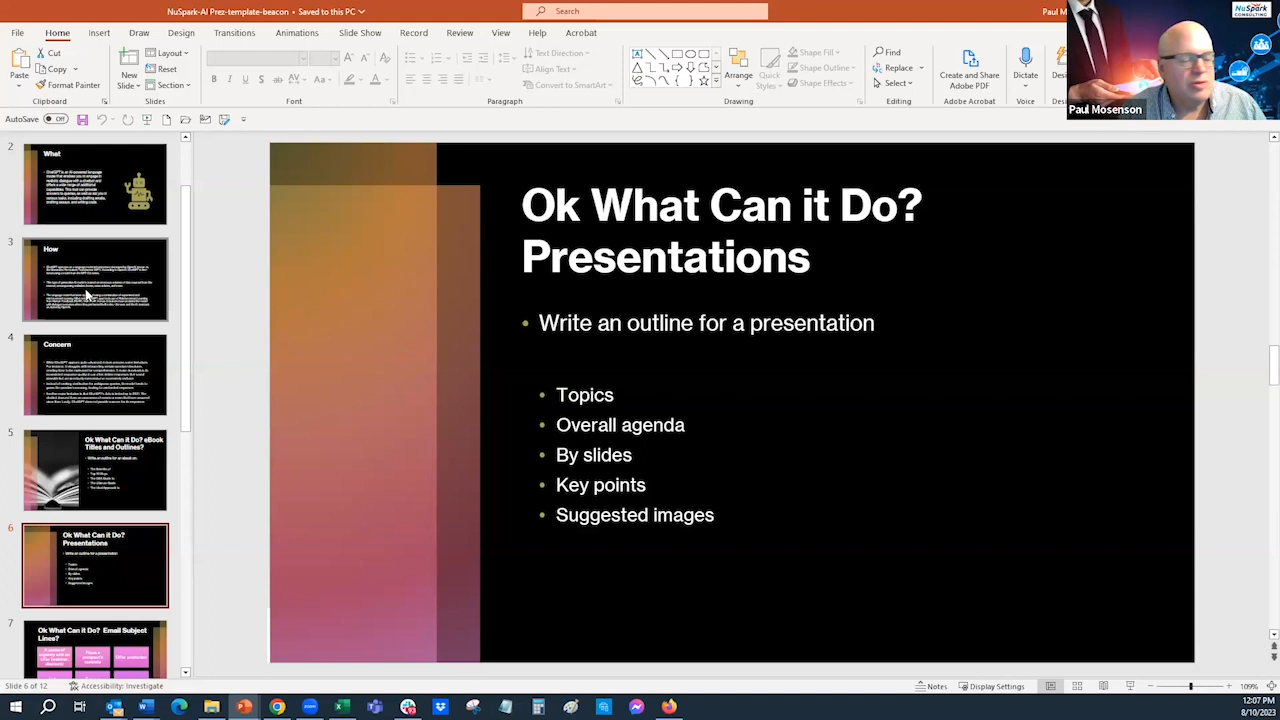 NuSpark-AI Prez-template-beacon • Saved to this PC
Search
Paul M
NuSpark
CONSULTING
Paul Mosenson
File Home Insert Draw Design Transitions Animations Slide Show Record Review View Help Acrobat
Paste
Cut
Copy
Format Painter
Clipboard
New
Slide
Layout
Reset
Section
Slides
Font
Text Direction
Align Text
Convert to SmartArt
Paragraph
Arrange
Quick
Styles
Shape Fill
Shape Outline
Shape Effects
Drawing
Find
Replace
Select
Editing
Create and Share
Adobe PDF
Adobe Acrobat
Dictate
Voice
AutoSave Off
2
What
3
How
4
Concern
5
Ok What Can it Do? eBook
Titles and Outlines?
6
Ok What Can it Do?
Presentations
7
Ok What Can it Do? Email Subject
Lines?
Ok What Can it Do?
Presentations
• Write an outline for a presentation
• Topics
• Overall agenda
• By slides
• Key points
• Suggested images
Slide 6 of 12
Accessibility: Investigate
Notes
Display Settings
109%
12:07 PM
8/10/2023